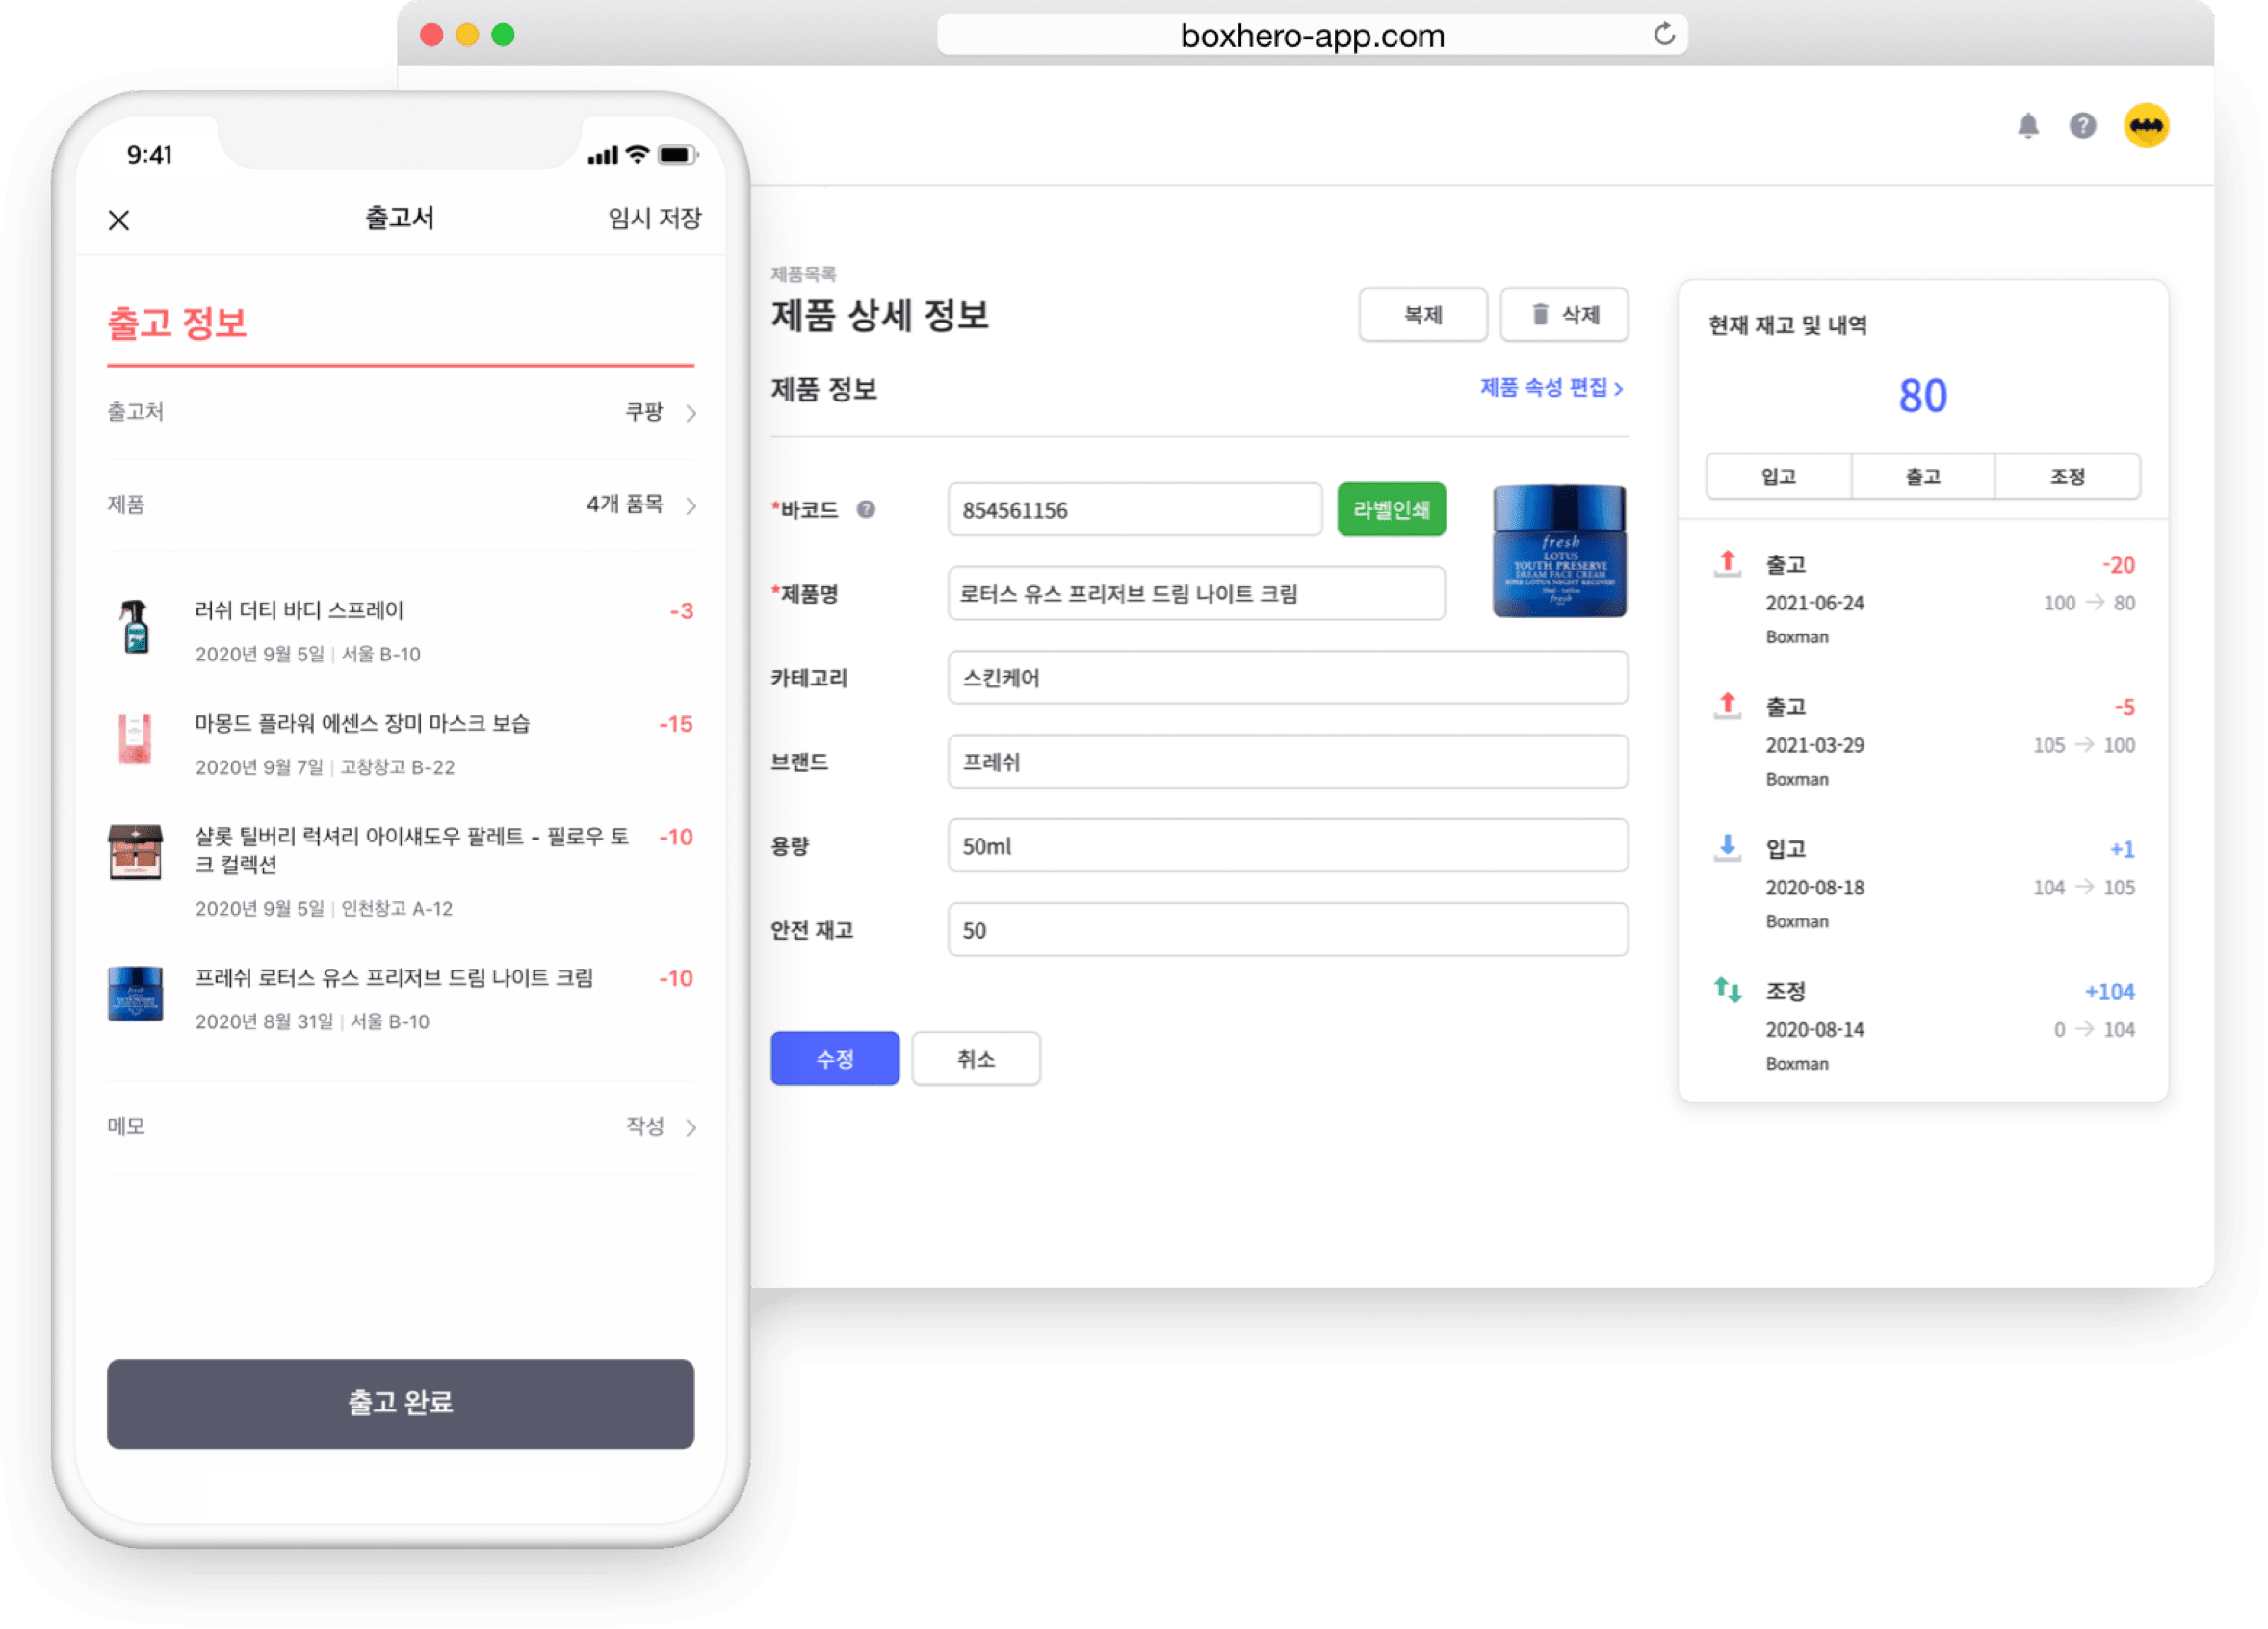 boxhero-app.com
9:41
출고서
임시 저장
출고 정보
출고처
쿠팡
제품
4개 품목
러쉬 더티 바디 스프레이
-3
2020년 9월 5일 | 서울 B-10
마몽드 플라워 에센스 장미 마스크 보습
-15
2020년 9월 7일 | 고창창고 B-22
샬롯 틸버리 럭셔리 아이섀도우 팔레트 - 필로우 토
크 컬렉션
-10
2020년 9월 5일 | 인천창고 A-12
프레쉬 로터스 유스 프리저브 드림 나이트 크림
-10
2020년 8월 31일 | 서울 B-10
메모
작성
출고 완료
제품목록
제품 상세 정보
복제
삭제
제품 정보
제품 속성 편집 >
*바코드
?
854561156
라벨인쇄
*제품명
로터스 유스 프리저브 드림 나이트 크림
fresh
LOTUS
YOUTH PRESERVE
DREAM FACE CREAM
SUPER LOTUS NIGHT RECOVERY
fresh
카테고리
스킨케어
브랜드
프레쉬
용량
50ml
안전 재고
50
수정
취소
?
현재 재고 및 내역
80
입고
출고
조정
출고
-20
2021-06-24
100 → 80
Boxman
출고
-5
2021-03-29
105 → 100
Boxman
입고
+1
2020-08-18
104 → 105
Boxman
조정
+104
2020-08-14
0 → 104
Boxman